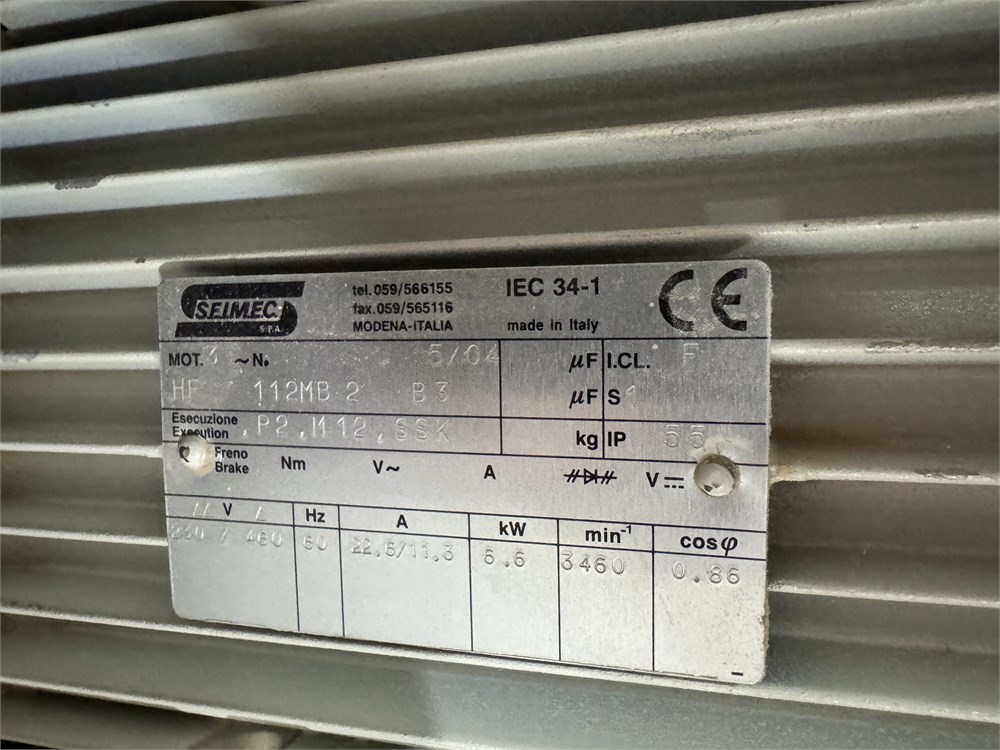 SEIMEC
S.P.A.
tel. 059/566155
fax. 059/565116
MODENA-ITALIA
IEC 34-1
made in Italy
CE
MOT. 3 ~ No 5/04 µF I.CL. F
HF 112MB 2 B3 µF S 1
Esecuzione
Execution .P2.M12.SSK kg IP 55
Freno
Brake Nm V~ A V
V Hz A kW min-1 cosφ
230 / 460 60 22.6/11.3 6.6 3460 0.86